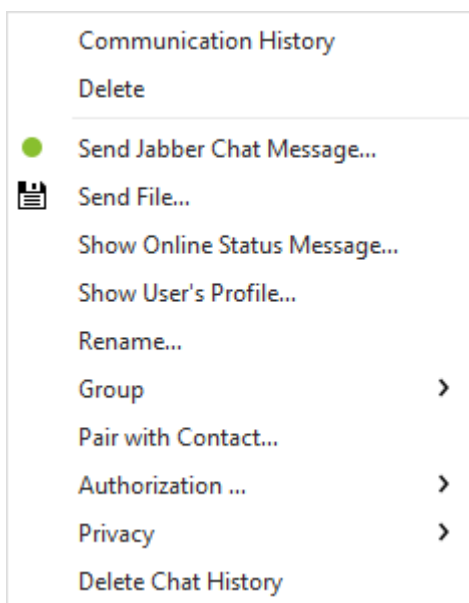 Communication History
Delete
Send Jabber Chat Message...
Send File...
Show Online Status Message...
Show User's Profile...
Rename...
Group
Pair with Contact...
Authorization ...
Privacy
Delete Chat History